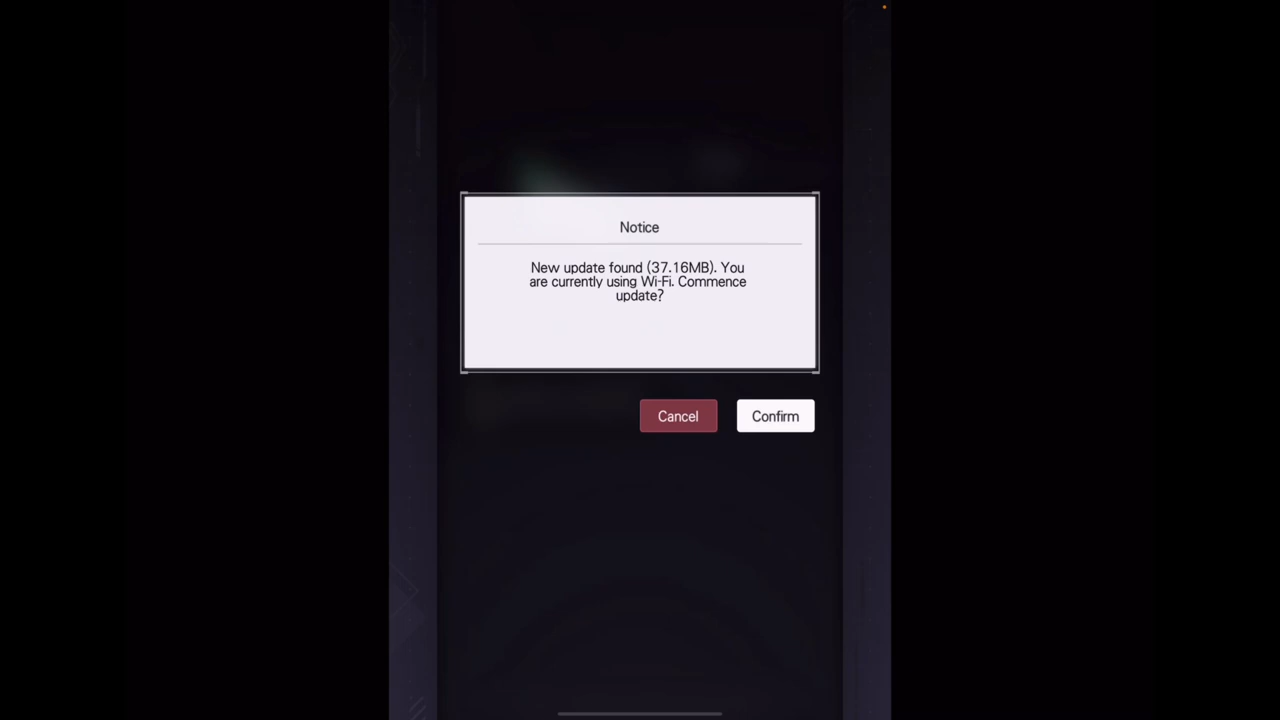 Notice
New update found (37.16MB). You
are currently using Wi-Fi. Commence
update?
Cancel
Confirm